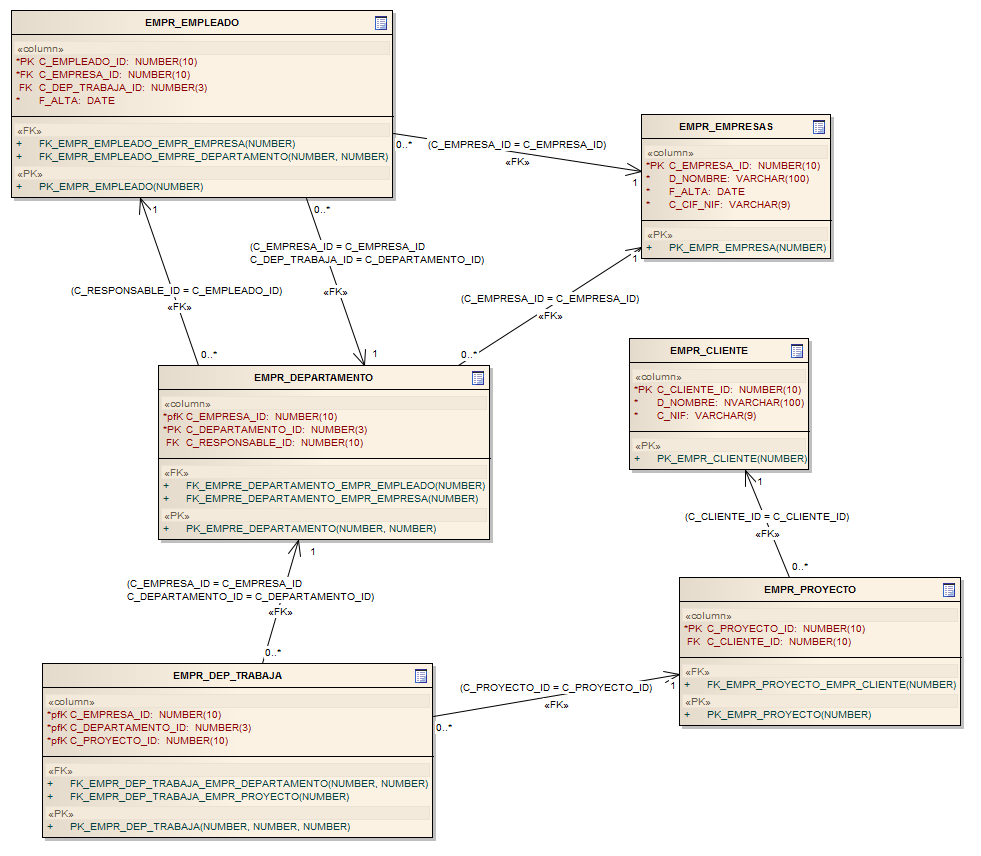 EMPR_EMPLEADO
«column»
*PK C_EMPLEADO_ID: NUMBER(10)
*FK C_EMPRESA_ID: NUMBER(10)
FK C_DEP_TRABAJA_ID: NUMBER(3)
* F_ALTA: DATE
«FK»
+ FK_EMPR_EMPLEADO_EMPR_EMPRESA(NUMBER)
+ FK_EMPR_EMPLEADO_EMPRE_DEPARTAMENTO(NUMBER, NUMBER)
«PK»
+ PK_EMPR_EMPLEADO(NUMBER)
0..*
(C_EMPRESA_ID = C_EMPRESA_ID)
«FK»
1
EMPR_EMPRESAS
«column»
*PK C_EMPRESA_ID: NUMBER(10)
* D_NOMBRE: VARCHAR(100)
* F_ALTA: DATE
* C_CIF_NIF: VARCHAR(9)
«PK»
+ PK_EMPR_EMPRESA(NUMBER)
1
0..*
(C_EMPRESA_ID = C_EMPRESA_ID
C_DEP_TRABAJA_ID = C_DEPARTAMENTO_ID)
«FK»
1
1
(C_RESPONSABLE_ID = C_EMPLEADO_ID)
«FK»
0..*
(C_EMPRESA_ID = C_EMPRESA_ID)
«FK»
0..*
EMPR_DEPARTAMENTO
«column»
*pfK C_EMPRESA_ID: NUMBER(10)
*PK C_DEPARTAMENTO_ID: NUMBER(3)
FK C_RESPONSABLE_ID: NUMBER(10)
«FK»
+ FK_EMPRE_DEPARTAMENTO_EMPR_EMPLEADO(NUMBER)
+ FK_EMPRE_DEPARTAMENTO_EMPR_EMPRESA(NUMBER)
«PK»
+ PK_EMPRE_DEPARTAMENTO(NUMBER, NUMBER)
EMPR_CLIENTE
«column»
*PK C_CLIENTE_ID: NUMBER(10)
* D_NOMBRE: NVARCHAR(100)
* C_NIF: VARCHAR(9)
«PK»
+ PK_EMPR_CLIENTE(NUMBER)
1
(C_CLIENTE_ID = C_CLIENTE_ID)
«FK»
0..*
1
(C_EMPRESA_ID = C_EMPRESA_ID
C_DEPARTAMENTO_ID = C_DEPARTAMENTO_ID)
«FK»
0..*
EMPR_PROYECTO
«column»
*PK C_PROYECTO_ID: NUMBER(10)
FK C_CLIENTE_ID: NUMBER(10)
«FK»
+ FK_EMPR_PROYECTO_EMPR_CLIENTE(NUMBER)
«PK»
+ PK_EMPR_PROYECTO(NUMBER)
EMPR_DEP_TRABAJA
«column»
*pfK C_EMPRESA_ID: NUMBER(10)
*pfK C_DEPARTAMENTO_ID: NUMBER(3)
*pfK C_PROYECTO_ID: NUMBER(10)
«FK»
+ FK_EMPR_DEP_TRABAJA_EMPR_DEPARTAMENTO(NUMBER, NUMBER)
+ FK_EMPR_DEP_TRABAJA_EMPR_PROYECTO(NUMBER)
«PK»
+ PK_EMPR_DEP_TRABAJA(NUMBER, NUMBER, NUMBER)
(C_PROYECTO_ID = C_PROYECTO_ID)
«FK»
1
0..*